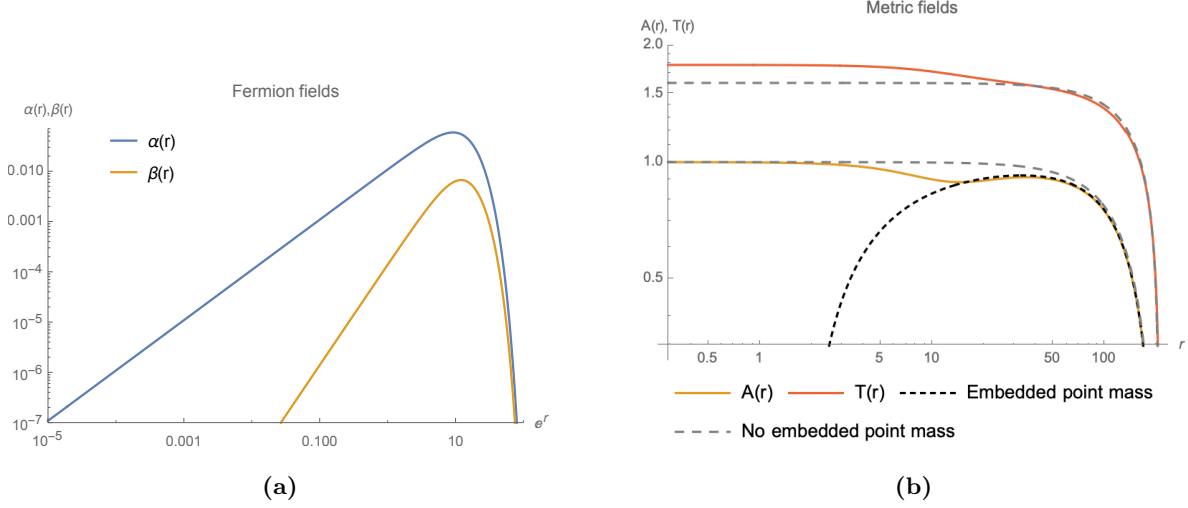 Fermion fields
α(r),β(r)
α(r)
β(r)
0.010
0.001
10⁻⁴
10⁻⁵
10⁻⁶
10⁻⁷
10⁻⁵
0.001
0.100
10
eʳ
(a)
Metric fields
A(r), T(r)
2.0
1.5
1.0
0.5
0.5
1
5
10
50
100
r
A(r)
T(r)
Embedded point mass
No embedded point mass
(b)